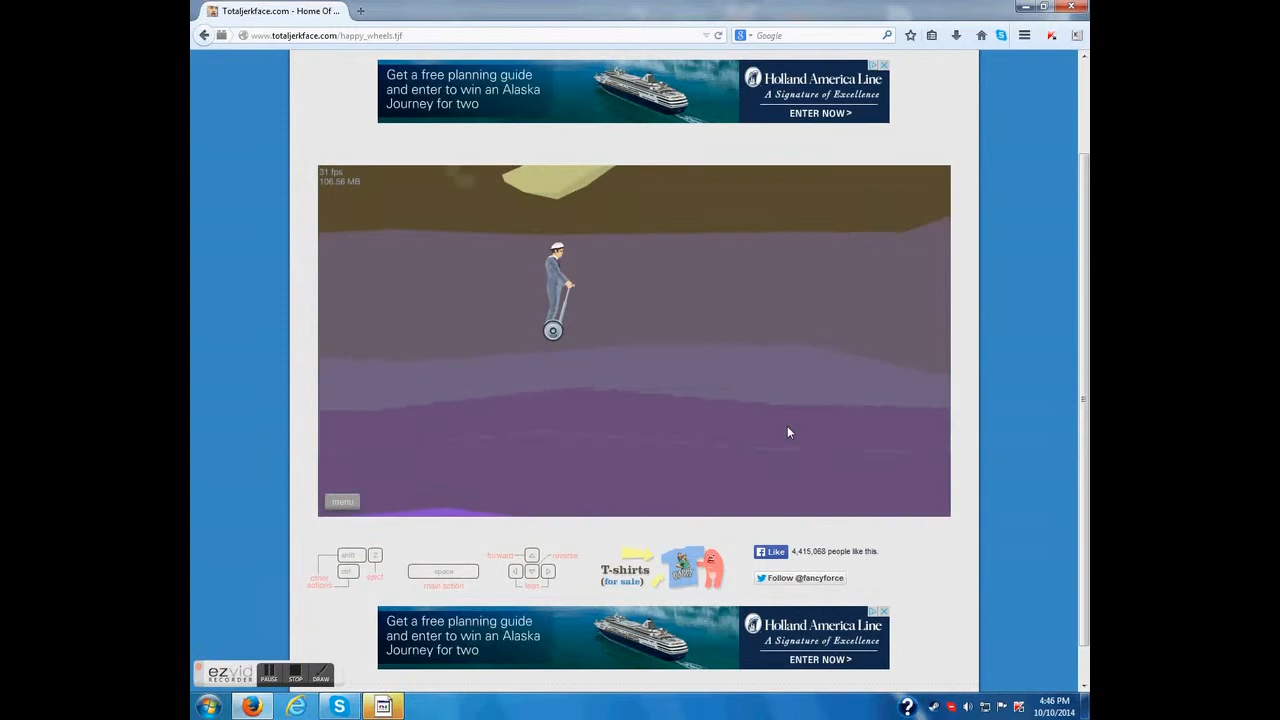 Totaljerkface.com - Home Of ...
www.totaljerkface.com/happy_wheels.tjf
Google
Get a free planning guide
and enter to win an Alaska
Journey for two
Holland America Line
A Signature of Excellence
ENTER NOW >
31 fps
106.56 MB
menu
shift
Z
ctrl
other
actions
eject
space
main action
forward
reverse
lean
T-shirts
(for sale)
Like
4,415,068 people like this.
Follow @fancyforce
Get a free planning guide
and enter to win an Alaska
Journey for two
Holland America Line
A Signature of Excellence
ENTER NOW >
ezvid
RECORDER
PAUSE
STOP
DRAW
4:46 PM
10/10/2014